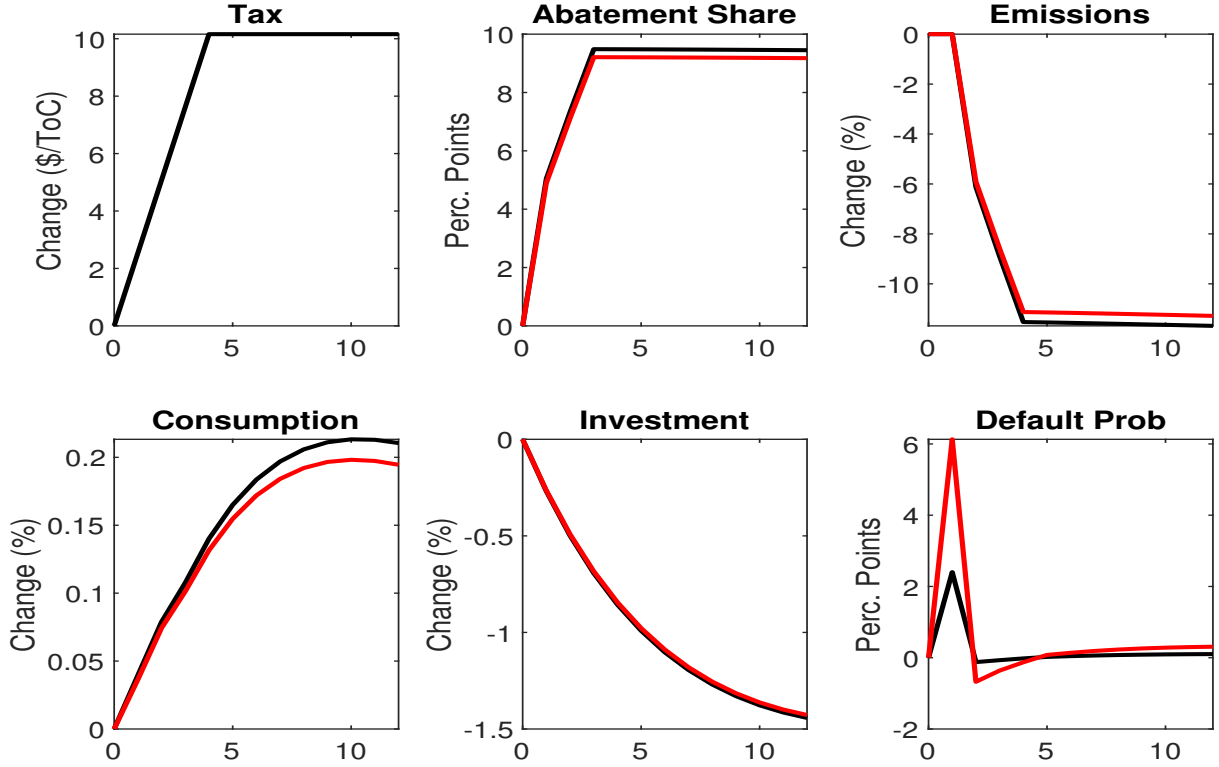 Tax
Change ($/ToC)
10
8
6
4
2
0
0 5 10
Abatement Share
Perc. Points
10
8
6
4
2
0
0 5 10
Emissions
Change (%)
0
-2
-4
-6
-8
-10
0 5 10
Consumption
Change (%)
0.2
0.15
0.1
0.05
0
0 5 10
Investment
Change (%)
0
-0.5
-1
-1.5
0 5 10
Default Prob
Perc. Points
6
4
2
0
-2
0 5 10